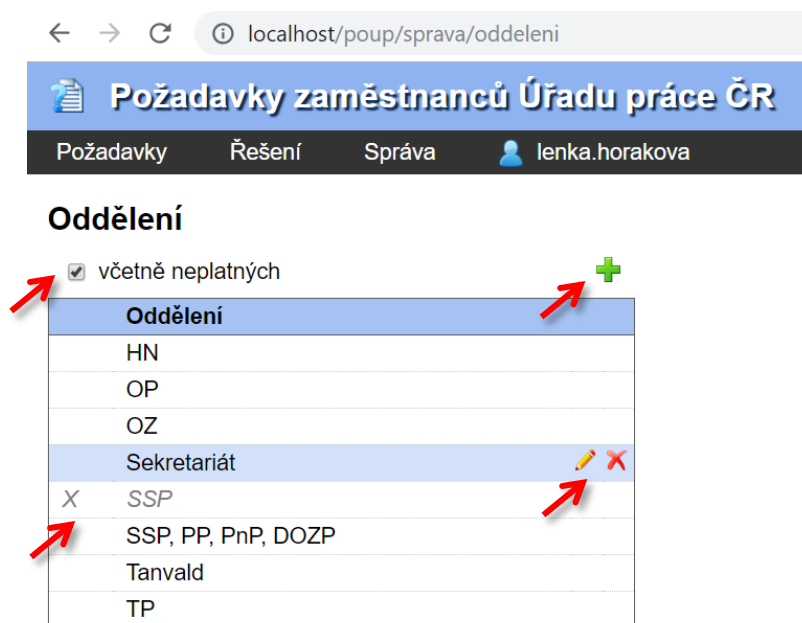 localhost/poup/sprava/oddeleni
Požadavky zaměstnanců Úřadu práce ČR
Požadavky Řešení Správa lenka.horakova
Oddělení
včetně neplatných
Oddělení
HN
OP
OZ
Sekretariát
X SSP
SSP, PP, PnP, DOZP
Tanvald
TP